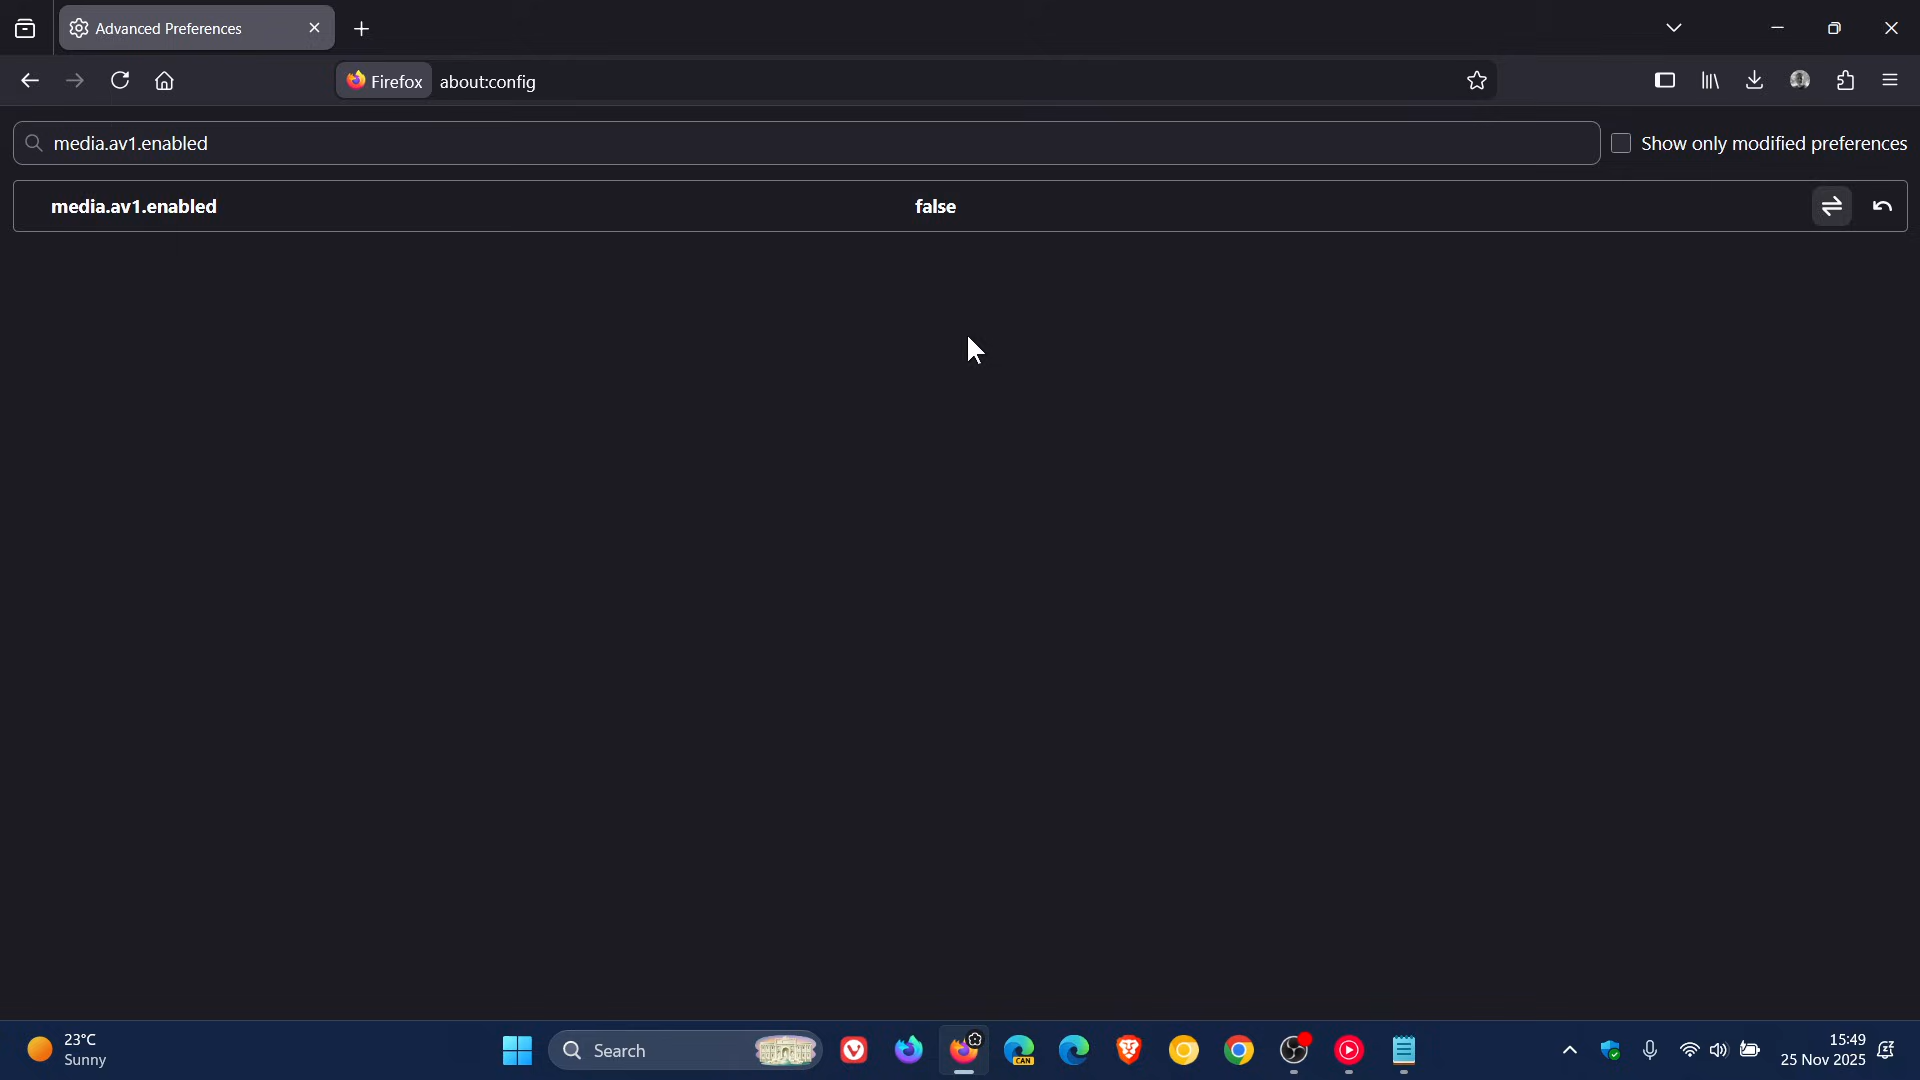 Advanced Preferences
Firefox
about:config
media.av1.enabled
Show only modified preferences
media.av1.enabled
false
23°C
Sunny
Search
CAN
15:49
25 Nov 2025